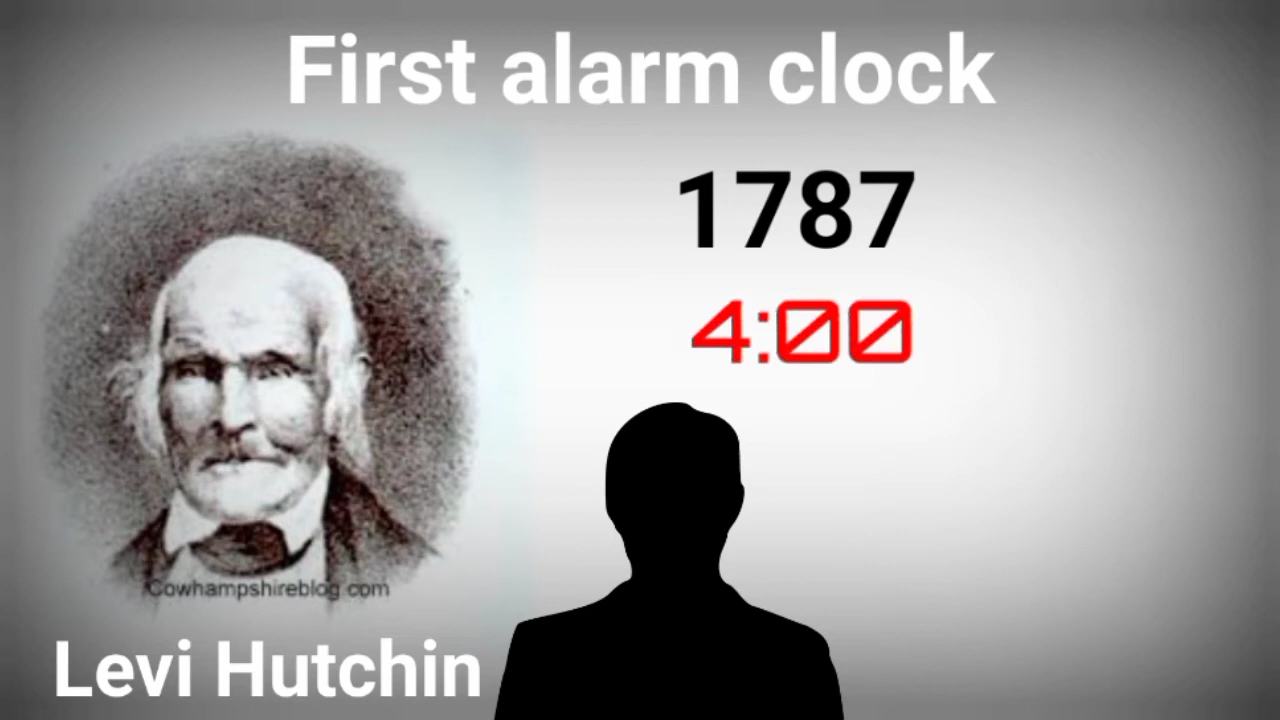 First alarm clock
1787
4:00
Cowhampshireblog.com
Levi Hutchin